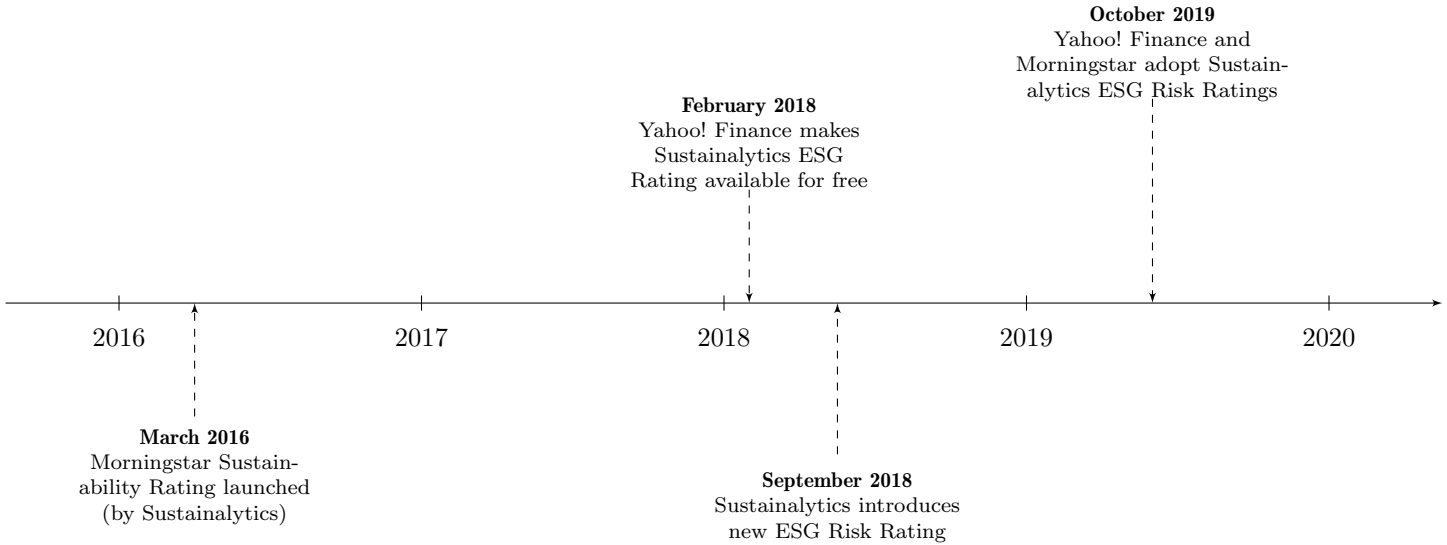 October 2019
Yahoo! Finance and
Morningstar adopt Sustain-
alytics ESG Risk Ratings
February 2018
Yahoo! Finance makes
Sustainalytics ESG
Rating available for free
2016
2017
2018
2019
2020
March 2016
Morningstar Sustain-
ability Rating launched
(by Sustainalytics)
September 2018
Sustainalytics introduces
new ESG Risk Rating